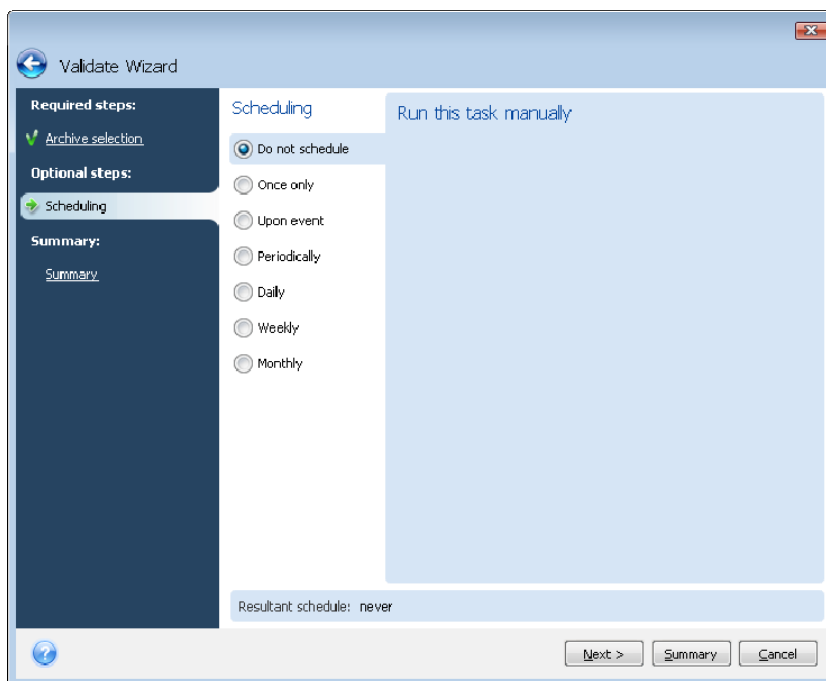 Validate Wizard
Required steps:
Archive selection
Optional steps:
Scheduling
Summary:
Summary
Scheduling
Do not schedule
Once only
Upon event
Periodically
Daily
Weekly
Monthly
Run this task manually
Resultant schedule: never
Next >
Summary
Cancel